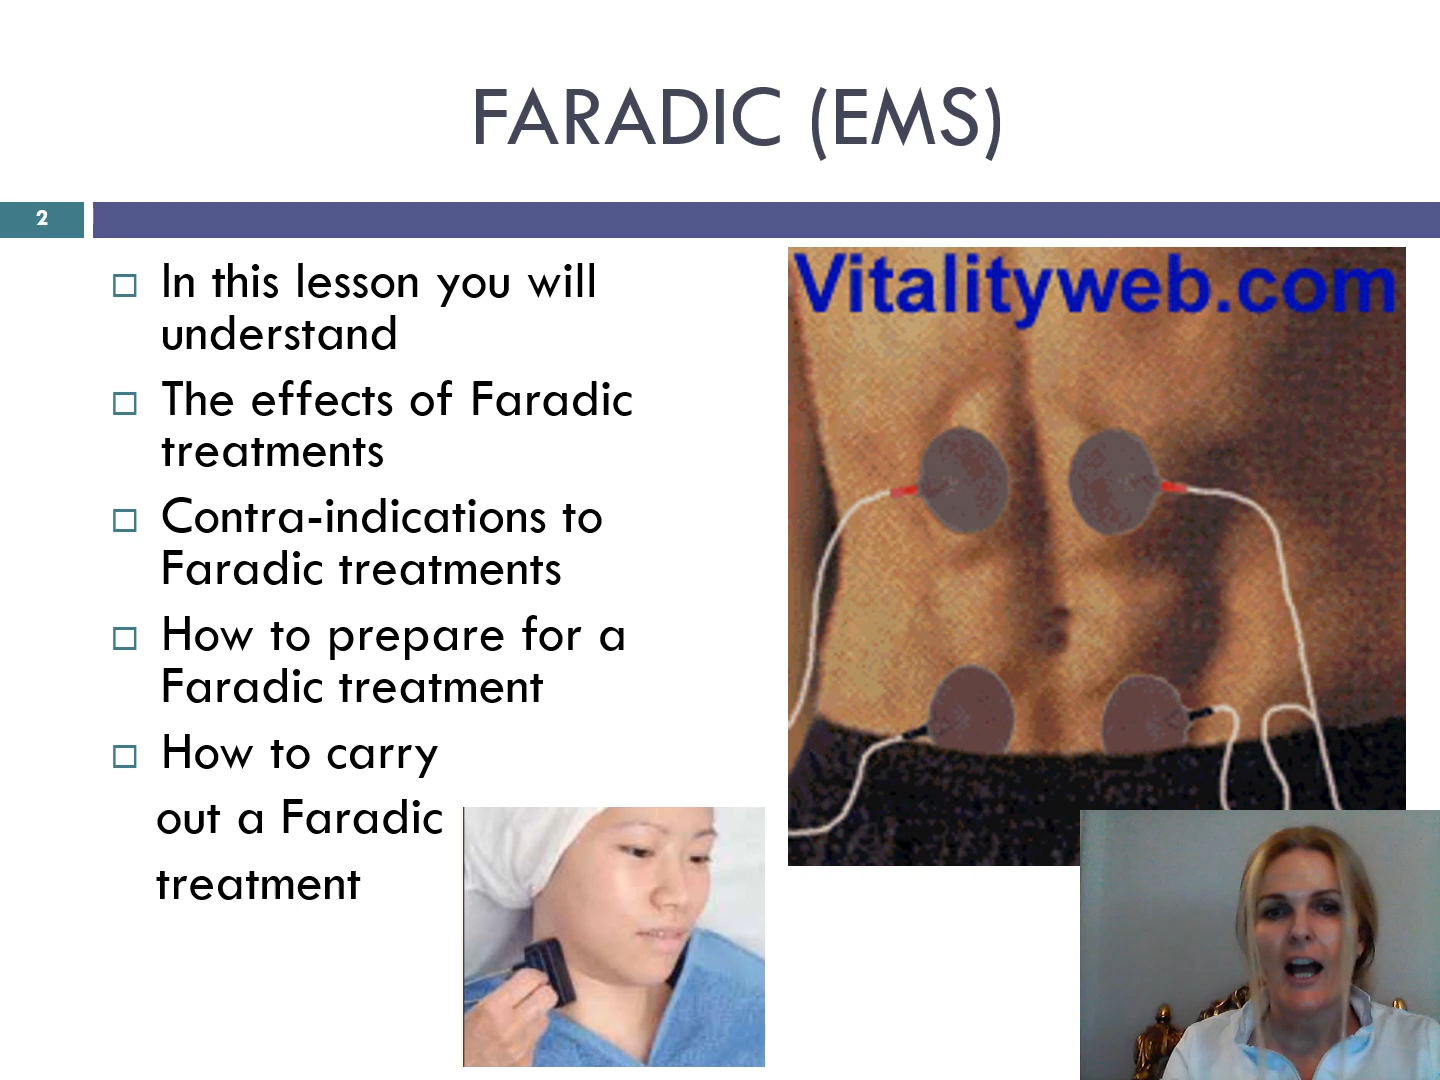 FARADIC (EMS)
2
In this lesson you will
understand
The effects of Faradic
treatments
Contra-indications to
Faradic treatments
How to prepare for a
Faradic treatment
How to carry
out a Faradic
treatment
Vitalityweb.com